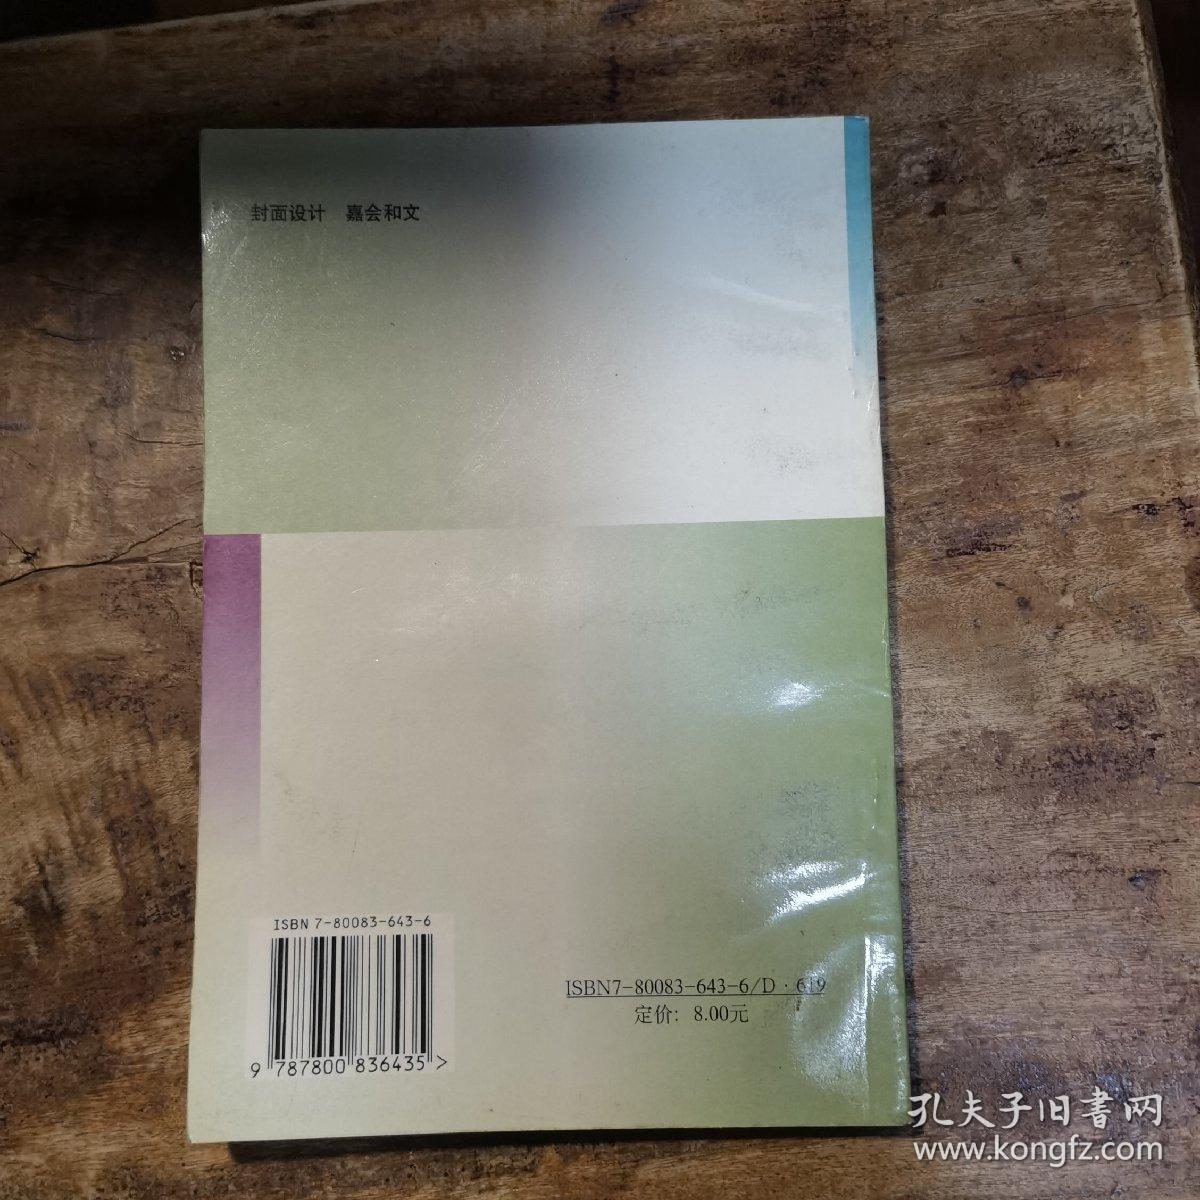 封面设计　嘉会和文
ISBN 7-80083-643-6
9 787800 836435 >
ISBN7-80083-643-6/D·619
定价：8.00元
孔夫子旧書网
www.kongfz.com